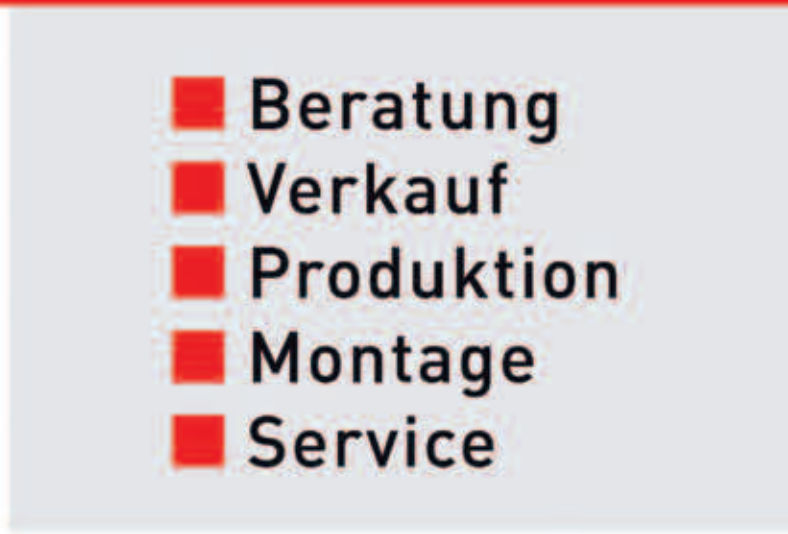 Beratung
Verkauf
Produktion
Montage
Service